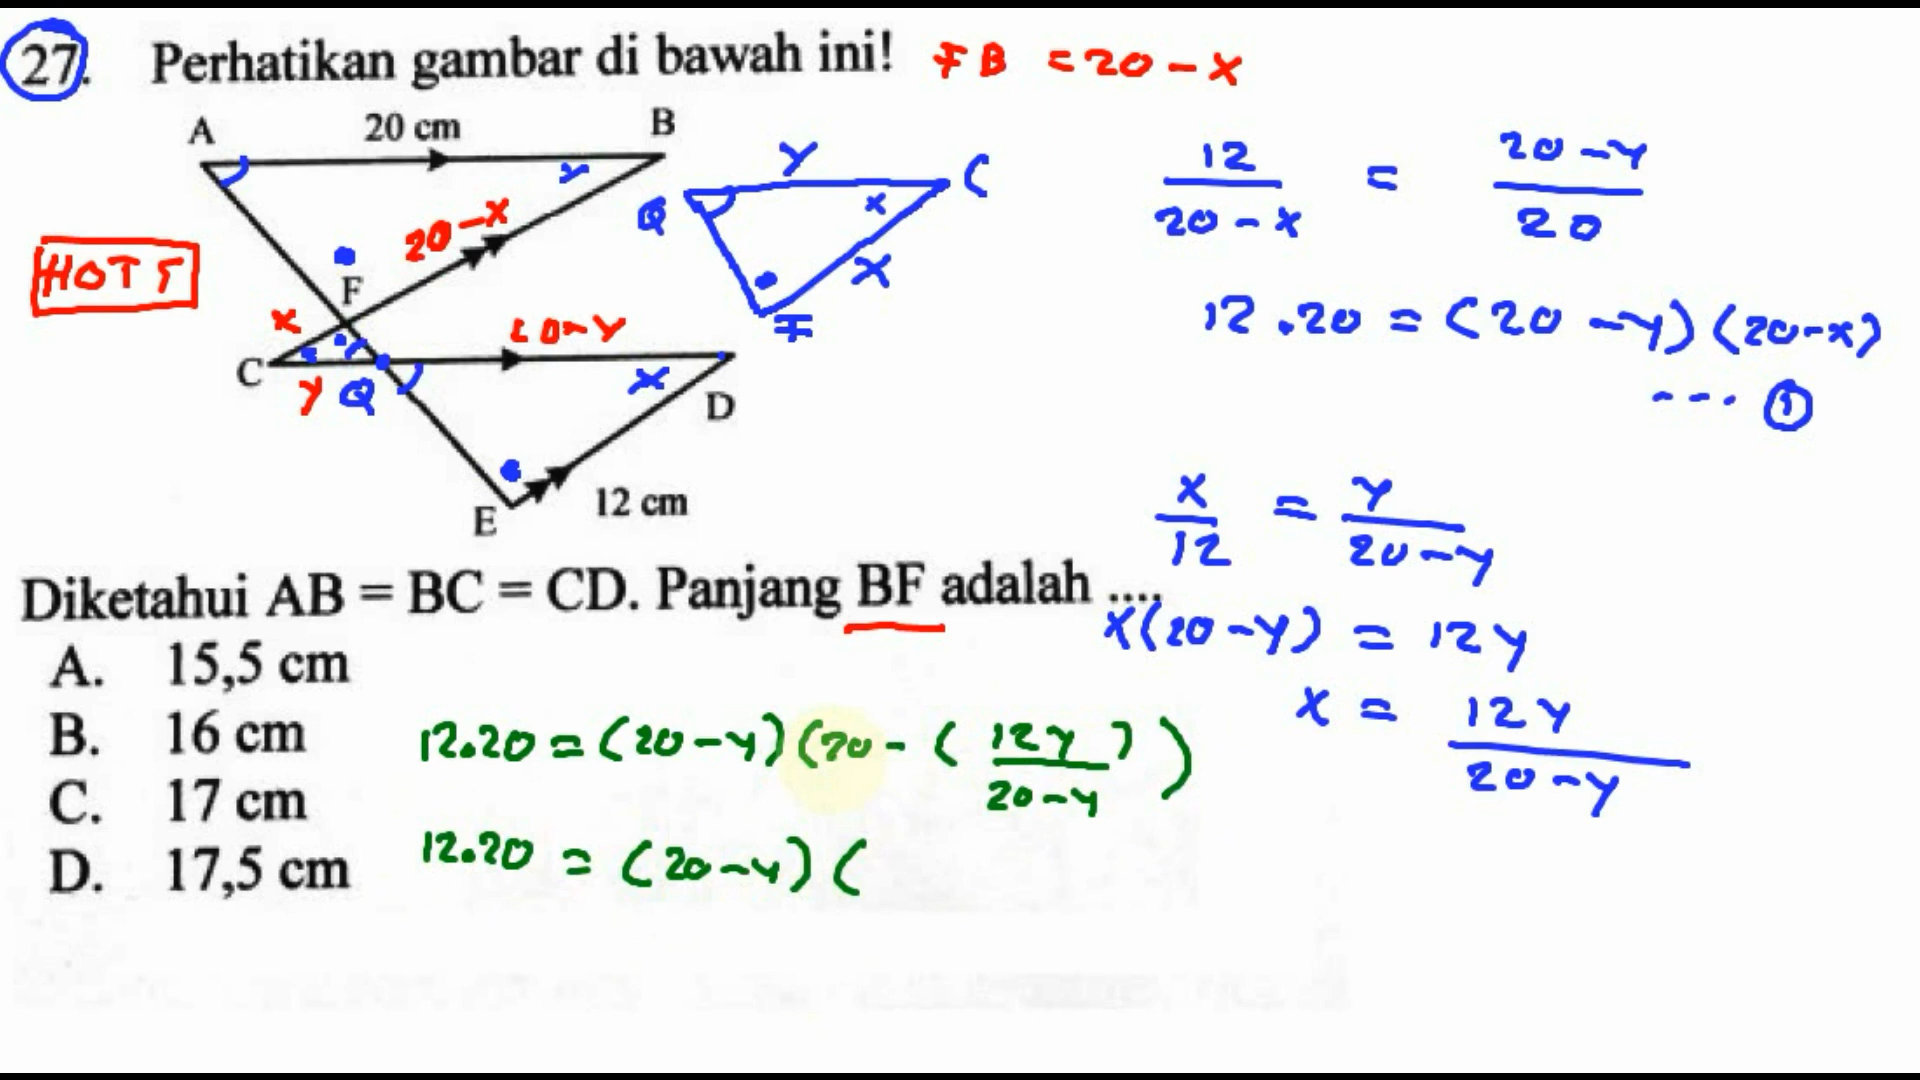 27. Perhatikan gambar di bawah ini! FB = 20 - x
A 20 cm B
20-x
HOTS
F
x
20-y
C y Q x D
E 12 cm
y
Q x C
x
F
12/(20-x) = (20-y)/20
12.20 = (20-y)(20-x)
... ①
x/12 = y/(20-y)
x(20-y) = 12y
x = 12y/(20-y)
Diketahui AB = BC = CD. Panjang BF adalah ....
A. 15,5 cm
B. 16 cm
C. 17 cm
D. 17,5 cm
12.20 = (20-y)(20-(12y/(20-y)))
12.20 = (20-y)(